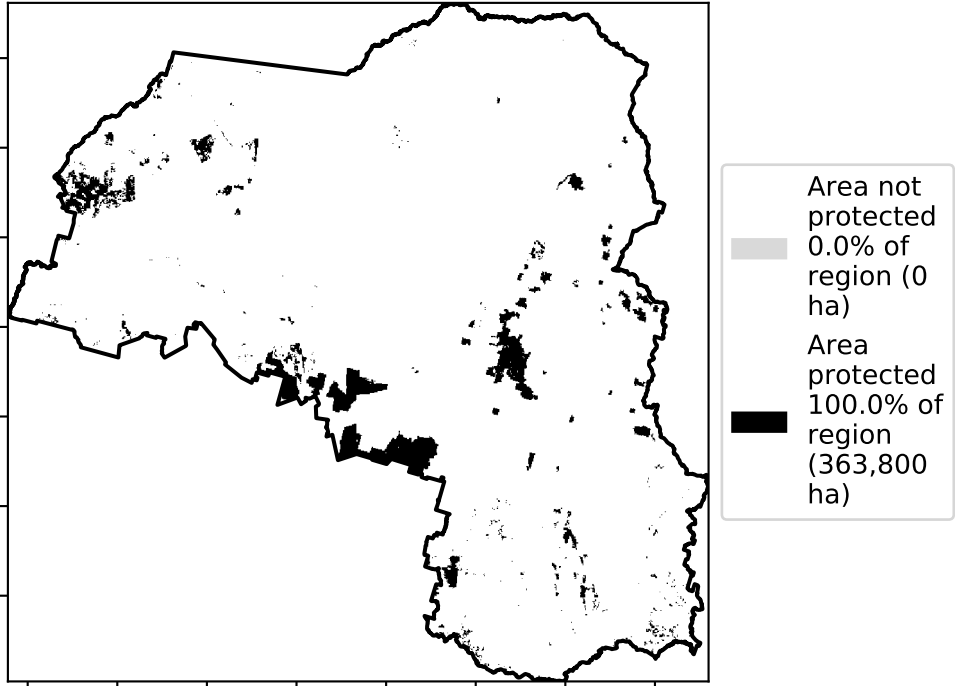 Area not
protected
0.0% of
region (0
ha)
Area
protected
100.0% of
region
(363,800
ha)